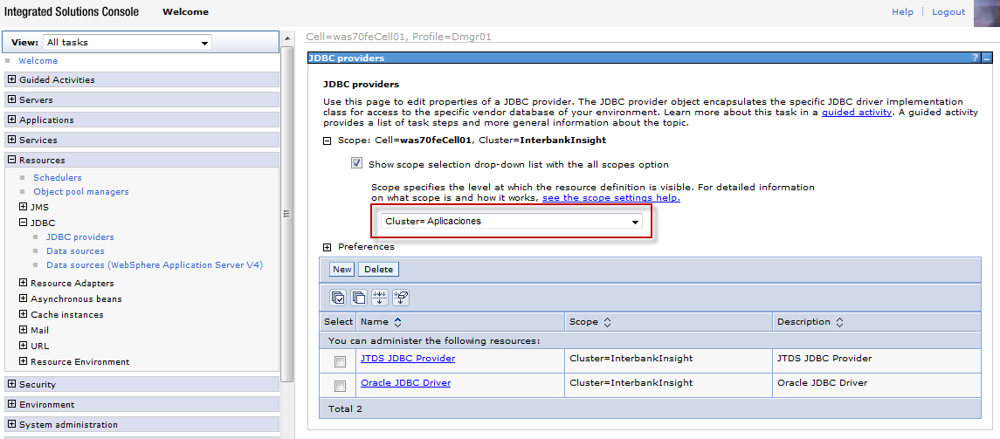 Integrated Solutions Console
Welcome
Help
Logout
View: All tasks
Welcome
Guided Activities
Servers
Applications
Services
Resources
Schedulers
Object pool managers
JMS
JDBC
JDBC providers
Data sources
Data sources (WebSphere Application Server V4)
Resource Adapters
Asynchronous beans
Cache instances
Mail
URL
Resource Environment
Security
Environment
System administration
Cell=was70feCell01, Profile=Dmgr01
JDBC providers
?
JDBC providers
Use this page to edit properties of a JDBC provider. The JDBC provider object encapsulates the specific JDBC driver implementation
class for access to the specific vendor database of your environment. Learn more about this task in a guided activity. A guided activity
provides a list of task steps and more general information about the topic.
Scope: Cell=was70feCell01, Cluster=InterbankInsight
Show scope selection drop-down list with the all scopes option
Scope specifies the level at which the resource definition is visible. For detailed information
on what scope is and how it works, see the scope settings help.
Cluster= Aplicaciones
Preferences
New Delete
Select Name Scope Description
You can administer the following resources:
JTDS JDBC Provider Cluster=InterbankInsight JTDS JDBC Provider
Oracle JDBC Driver Cluster=InterbankInsight Oracle JDBC Driver
Total 2